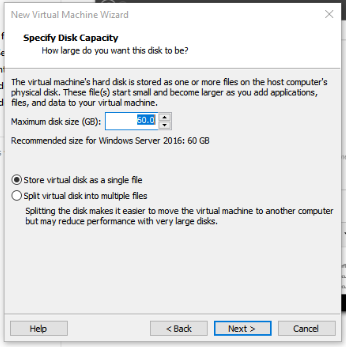 New Virtual Machine Wizard
Specify Disk Capacity
How large do you want this disk to be?
The virtual machine's hard disk is stored as one or more files on the host computer's
physical disk. These file(s) start small and become larger as you add applications,
files, and data to your virtual machine.
Maximum disk size (GB): 60.0
Recommended size for Windows Server 2016: 60 GB
Store virtual disk as a single file
Split virtual disk into multiple files
Splitting the disk makes it easier to move the virtual machine to another computer
but may reduce performance with very large disks.
Help < Back Next > Cancel